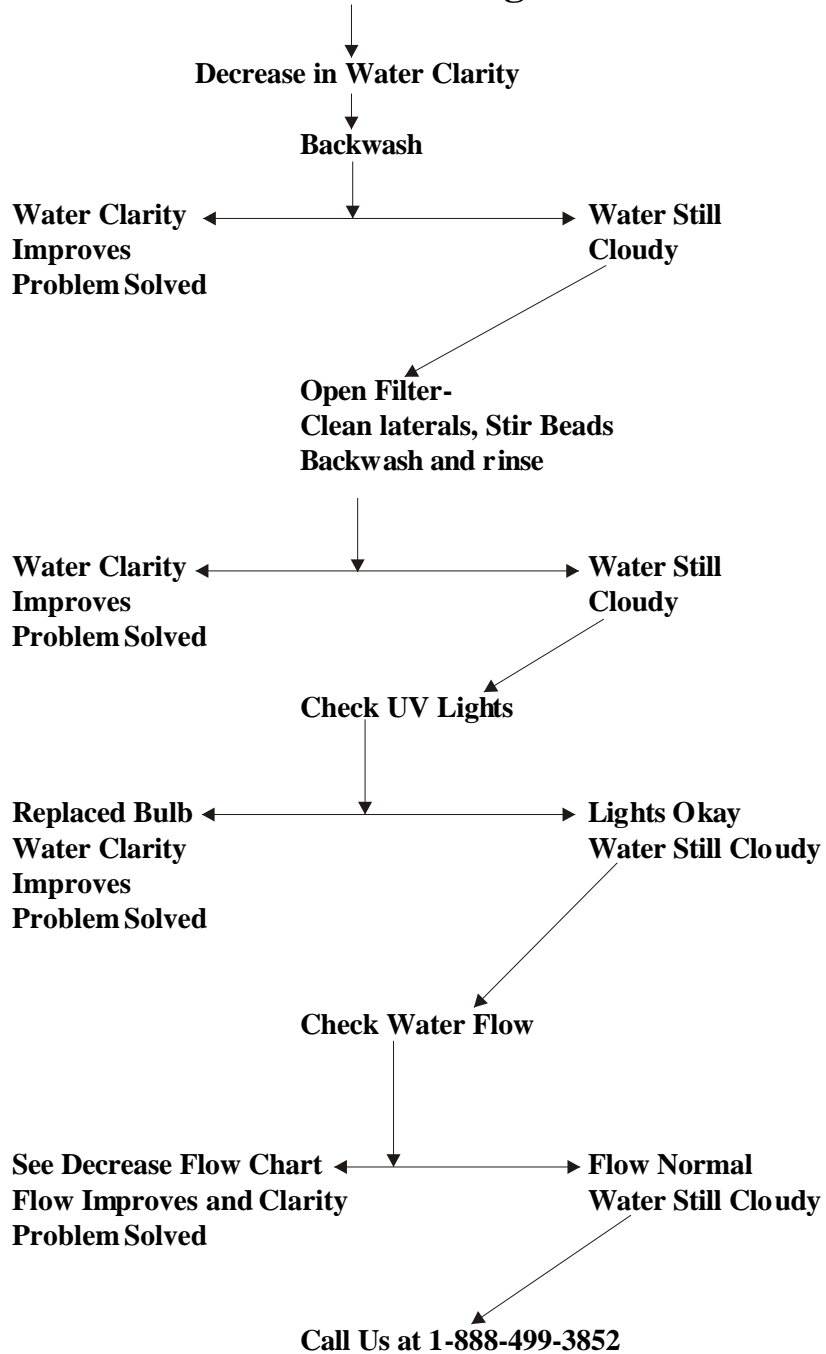 Decrease in Water Clarity
Backwash
Water Clarity
Improves
Problem Solved
Water Still
Cloudy
Open Filter-
Clean laterals, Stir Beads
Backwash and rinse
Water Clarity
Improves
Problem Solved
Water Still
Cloudy
Check UV Lights
Replaced Bulb
Water Clarity
Improves
Problem Solved
Lights Okay
Water Still Cloudy
Check Water Flow
See Decrease Flow Chart
Flow Improves and Clarity
Problem Solved
Flow Normal
Water Still Cloudy
Call Us at 1-888-499-3852